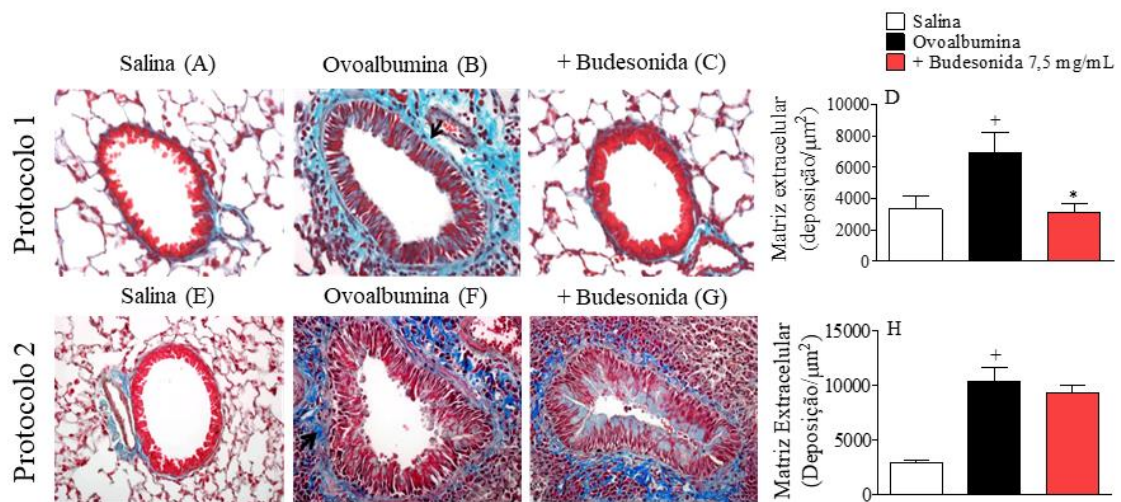 Salina
Ovoalbumina
+ Budesonida 7,5 mg/mL
Salina (A)
Ovoalbumina (B)
+ Budesonida (C)
Protocolo 1
D
Matriz extracelular
(deposição/µm²)
10000
8000
6000
4000
2000
0
+
*
Salina (E)
Ovoalbumina (F)
+ Budesonida (G)
Protocolo 2
H
Matriz Extracelular
(Deposição/µm²)
15000
10000
5000
0
+